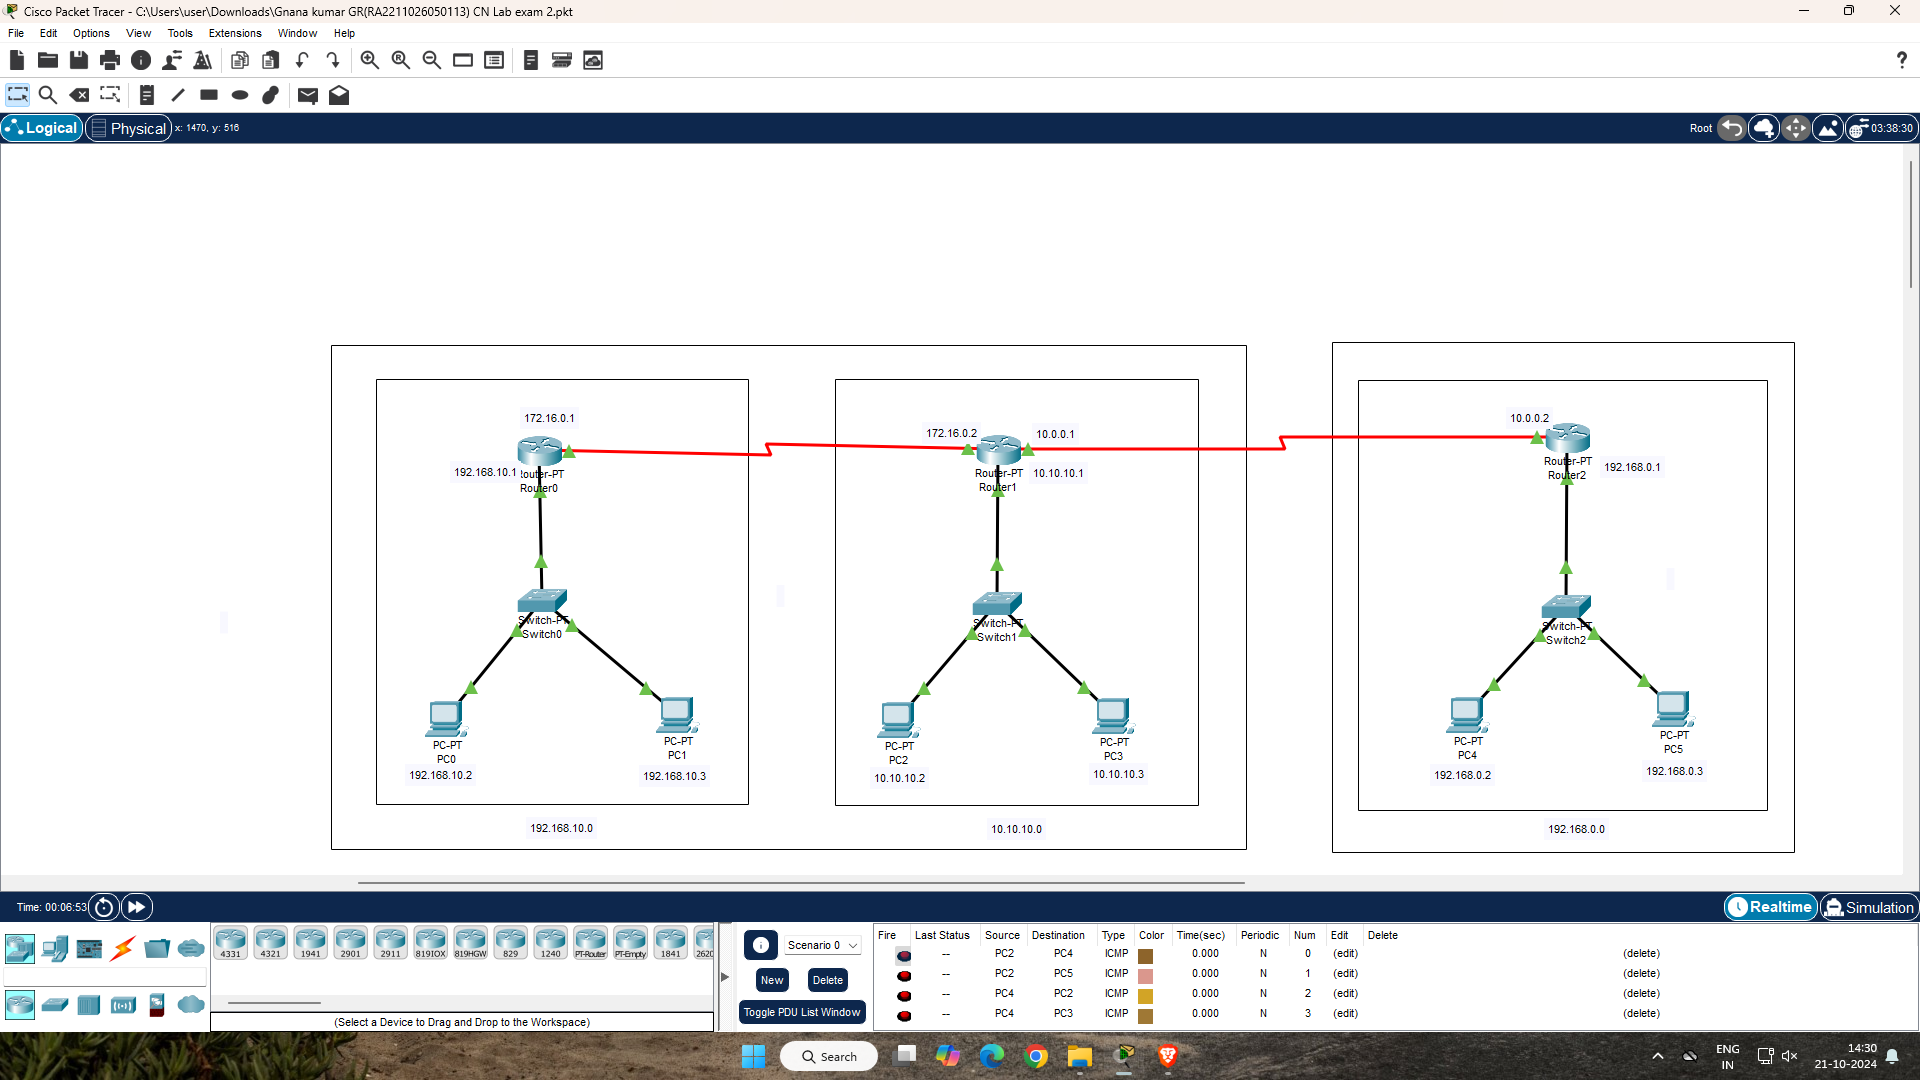 Cisco Packet Tracer - C:\Users\user\Downloads\Gnana kumar GR(RA2211026050113) CN Lab exam 2.pkt
File Edit Options View Tools Extensions Window Help
Logical Physical x: 1470, y: 516 Root 03:38:30
172.16.0.1
192.168.10.1
Router-PT
Router0
Switch-PT
Switch0
PC-PT
PC0
192.168.10.2
PC-PT
PC1
192.168.10.3
192.168.10.0
172.16.0.2
10.0.0.1
Router-PT
Router1
10.10.10.1
Switch-PT
Switch1
PC-PT
PC2
10.10.10.2
PC-PT
PC3
10.10.10.3
10.10.10.0
10.0.0.2
Router-PT
Router2
192.168.0.1
Switch-PT
Switch2
PC-PT
PC4
192.168.0.2
PC-PT
PC5
192.168.0.3
192.168.0.0
Time: 00:06:53 Realtime Simulation
4331 4321 1941 2901 2911 819IOX 819HGW 829 1240 PT-Router PT-Empty 1841 2620
(Select a Device to Drag and Drop to the Workspace)
Scenario 0
New Delete
Toggle PDU List Window
Fire Last Status Source Destination Type Color Time(sec) Periodic Num Edit Delete
-- PC2 PC4 ICMP 0.000 N 0 (edit) (delete)
-- PC2 PC5 ICMP 0.000 N 1 (edit) (delete)
-- PC4 PC2 ICMP 0.000 N 2 (edit) (delete)
-- PC4 PC3 ICMP 0.000 N 3 (edit) (delete)
Search
ENG
IN
14:30
21-10-2024